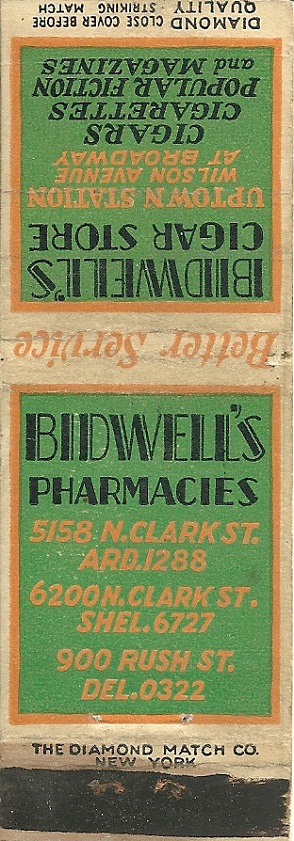 DIAMOND QUALITY
CLOSE COVER BEFORE STRIKING MATCH
BIDWELL'S
CIGAR STORE
UPTOWN STATION
WILSON AVENUE
AT BROADWAY
CIGARS
CIGARETTES
POPULAR FICTION
and MAGAZINES
Better Service
BIDWELL'S
PHARMACIES
5158 N. CLARK ST.
ARD. 1288
6200 N. CLARK ST.
SHEL. 6727
900 RUSH ST.
DEL. 0322
THE DIAMOND MATCH CO.
NEW YORK